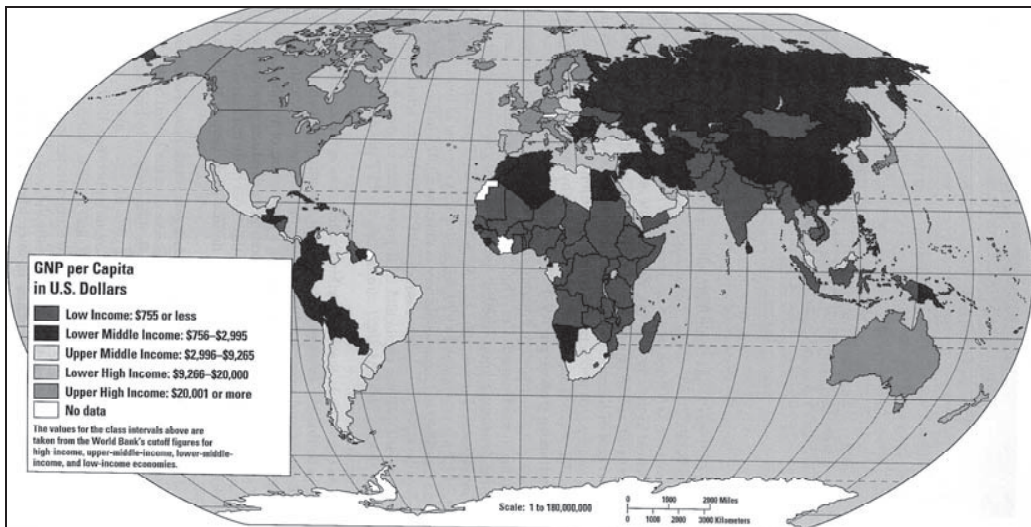 GNP per Capita
in U.S. Dollars
Low Income: $755 or less
Lower Middle Income: $756–$2,995
Upper Middle Income: $2,996–$9,265
Lower High Income: $9,266–$20,000
Upper High Income: $20,001 or more
No data
The values for the class intervals above are
taken from the World Bank's cutoff figures for
high-income, upper-middle-income, lower-middle-
income, and low-income economies.
Scale: 1 to 180,000,000
0 1000 2000 Miles
0 1000 2000 3000 Kilometers